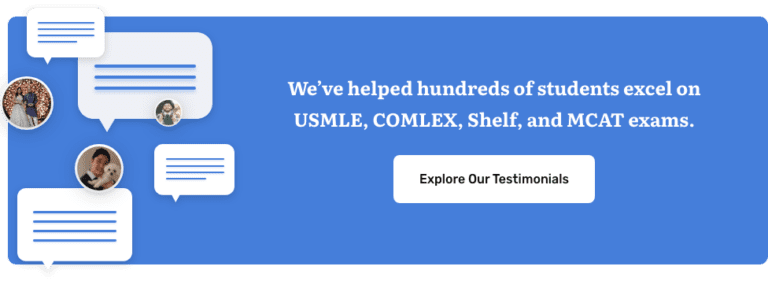 We’ve helped hundreds of students excel on
USMLE, COMLEX, Shelf, and MCAT exams.
Explore Our Testimonials